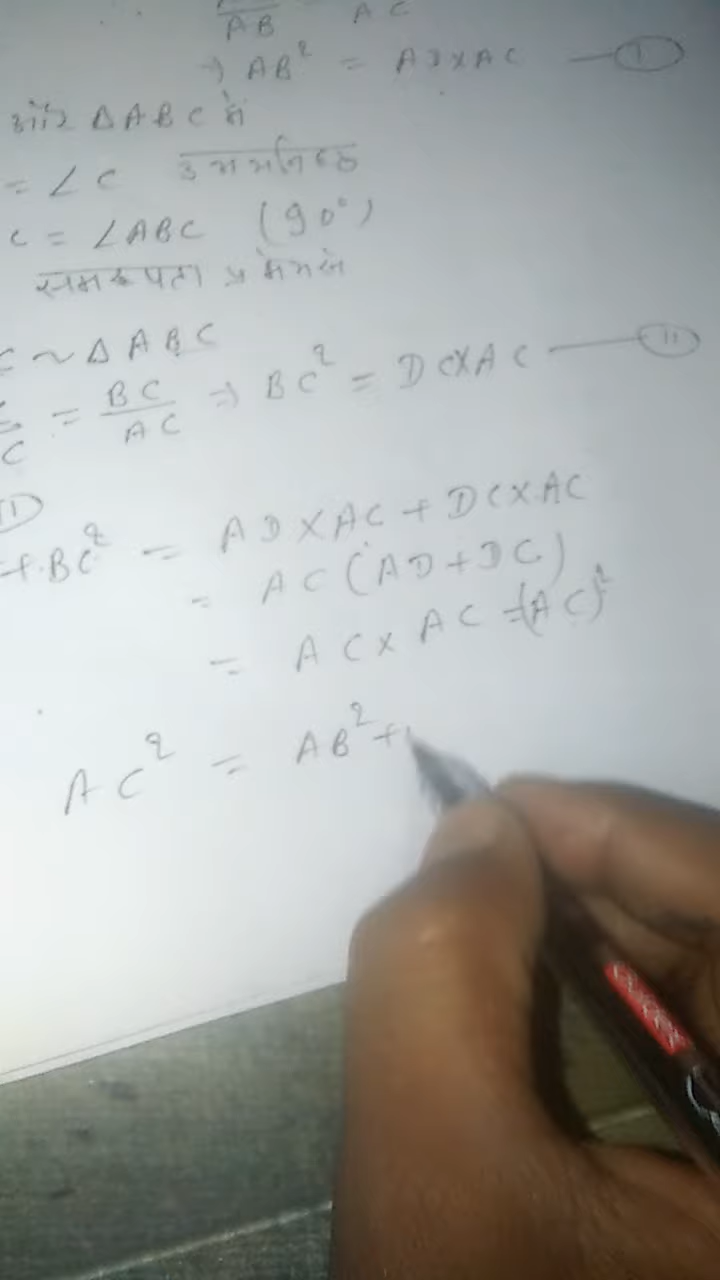 AB AC
→ AB² = AD×AC — (I)
और ΔABC में
= ∠C उभयनिष्ठ
C = ∠ABC (90°)
समरूपता प्रमेय से
C ~ ΔABC
C = BC/AC → BC² = DC×AC — (II)
(II)
+BC² = AD×AC + DC×AC
= AC(AD+DC)
= AC×AC = (AC)²
AC² = AB²+